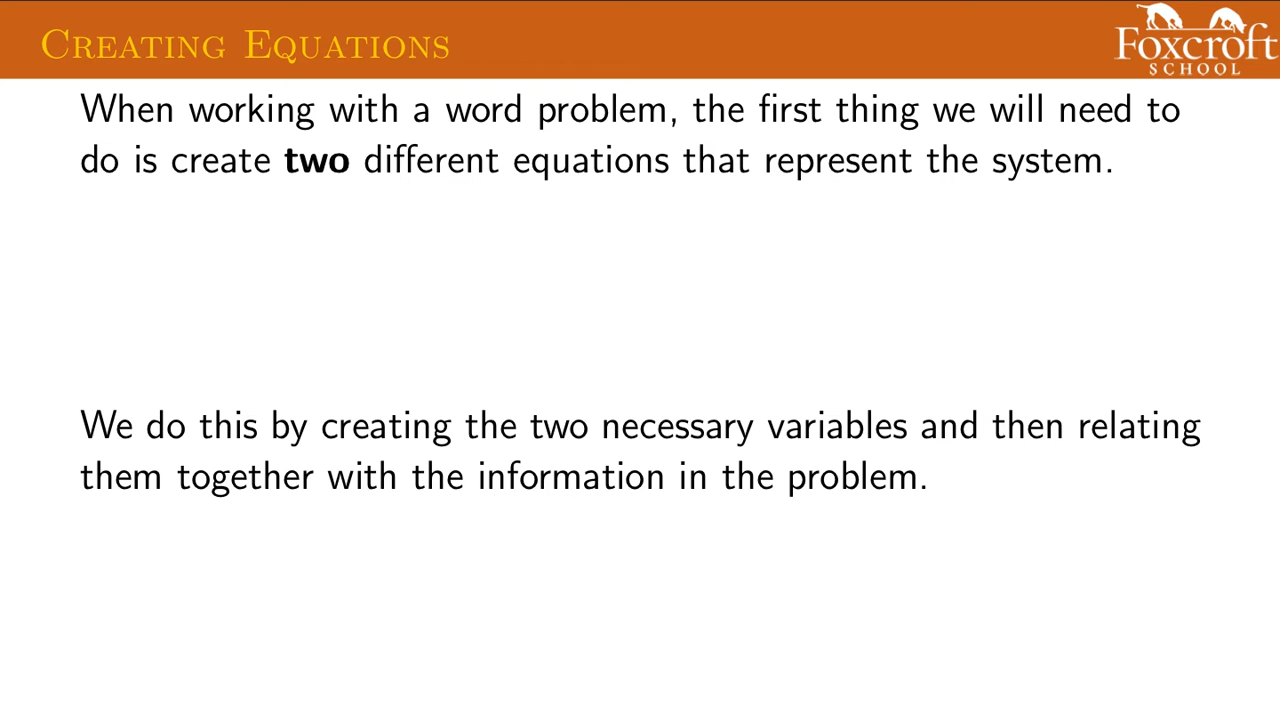 Creating Equations
Foxcroft
SCHOOL
When working with a word problem, the first thing we will need to
do is create two different equations that represent the system.
We do this by creating the two necessary variables and then relating
them together with the information in the problem.